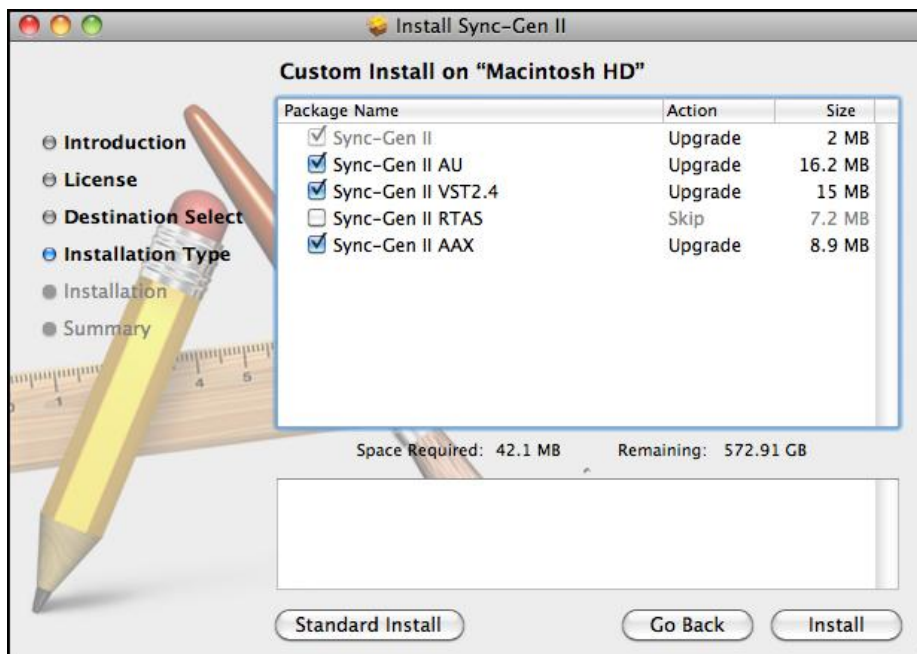 Install Sync-Gen II
Custom Install on “Macintosh HD”
Introduction
License
Destination Select
Installation Type
Installation
Summary
Package Name Action Size
Sync-Gen II Upgrade 2 MB
Sync-Gen II AU Upgrade 16.2 MB
Sync-Gen II VST2.4 Upgrade 15 MB
Sync-Gen II RTAS Skip 7.2 MB
Sync-Gen II AAX Upgrade 8.9 MB
1 4 5
Space Required: 42.1 MB Remaining: 572.91 GB
Standard Install Go Back Install